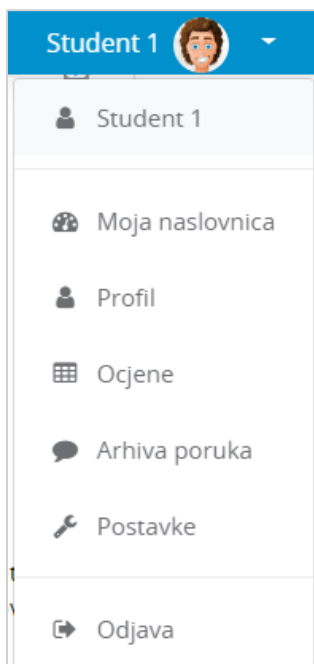 Student 1
Student 1
Moja naslovnica
Profil
Ocjene
Arhiva poruka
Postavke
Odjava